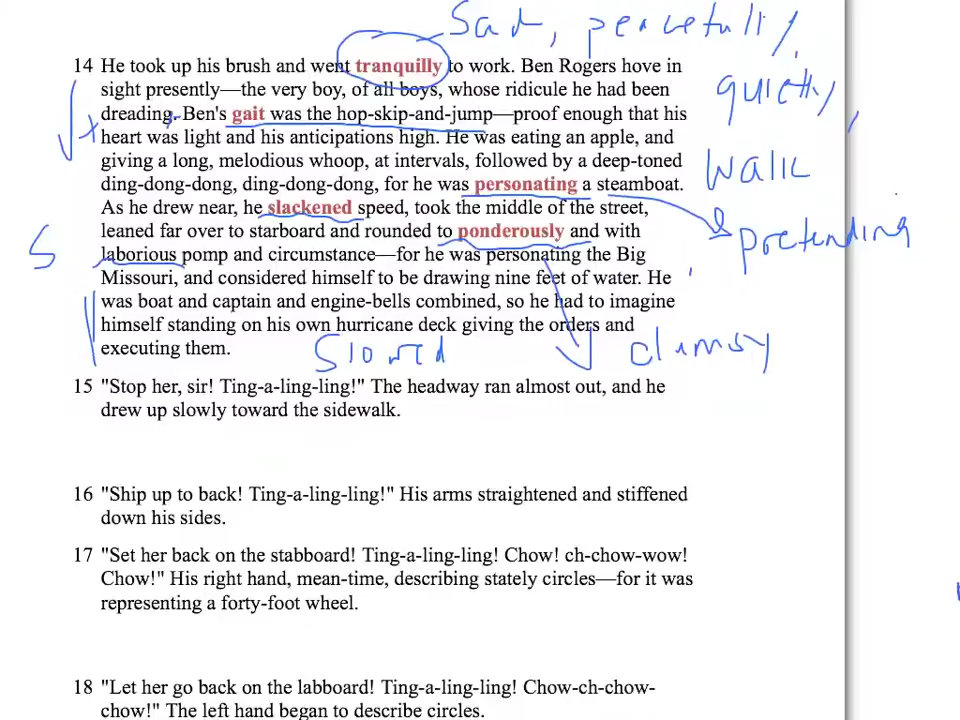 Sad, peacefully,
quietly,
14 He took up his brush and went tranquilly to work. Ben Rogers hove in
sight presently—the very boy, of all boys, whose ridicule he had been
dreading. Ben's gait was the hop-skip-and-jump—proof enough that his
heart was light and his anticipations high. He was eating an apple, and
giving a long, melodious whoop, at intervals, followed by a deep-toned
ding-dong-dong, ding-dong-dong, for he was personating a steamboat.
walk
As he drew near, he slackened speed, took the middle of the street,
leaned far over to starboard and rounded to ponderously and with
pretending
S
laborious pomp and circumstance—for he was personating the Big
Missouri, and considered himself to be drawing nine feet of water. He
was boat and captain and engine-bells combined, so he had to imagine
himself standing on his own hurricane deck giving the orders and
executing them.
Slowed
clumsy
15 "Stop her, sir! Ting-a-ling-ling!" The headway ran almost out, and he
drew up slowly toward the sidewalk.
16 "Ship up to back! Ting-a-ling-ling!" His arms straightened and stiffened
down his sides.
17 "Set her back on the stabboard! Ting-a-ling-ling! Chow! ch-chow-wow!
Chow!" His right hand, mean-time, describing stately circles—for it was
representing a forty-foot wheel.
18 "Let her go back on the labboard! Ting-a-ling-ling! Chow-ch-chow-
chow!" The left hand began to describe circles.